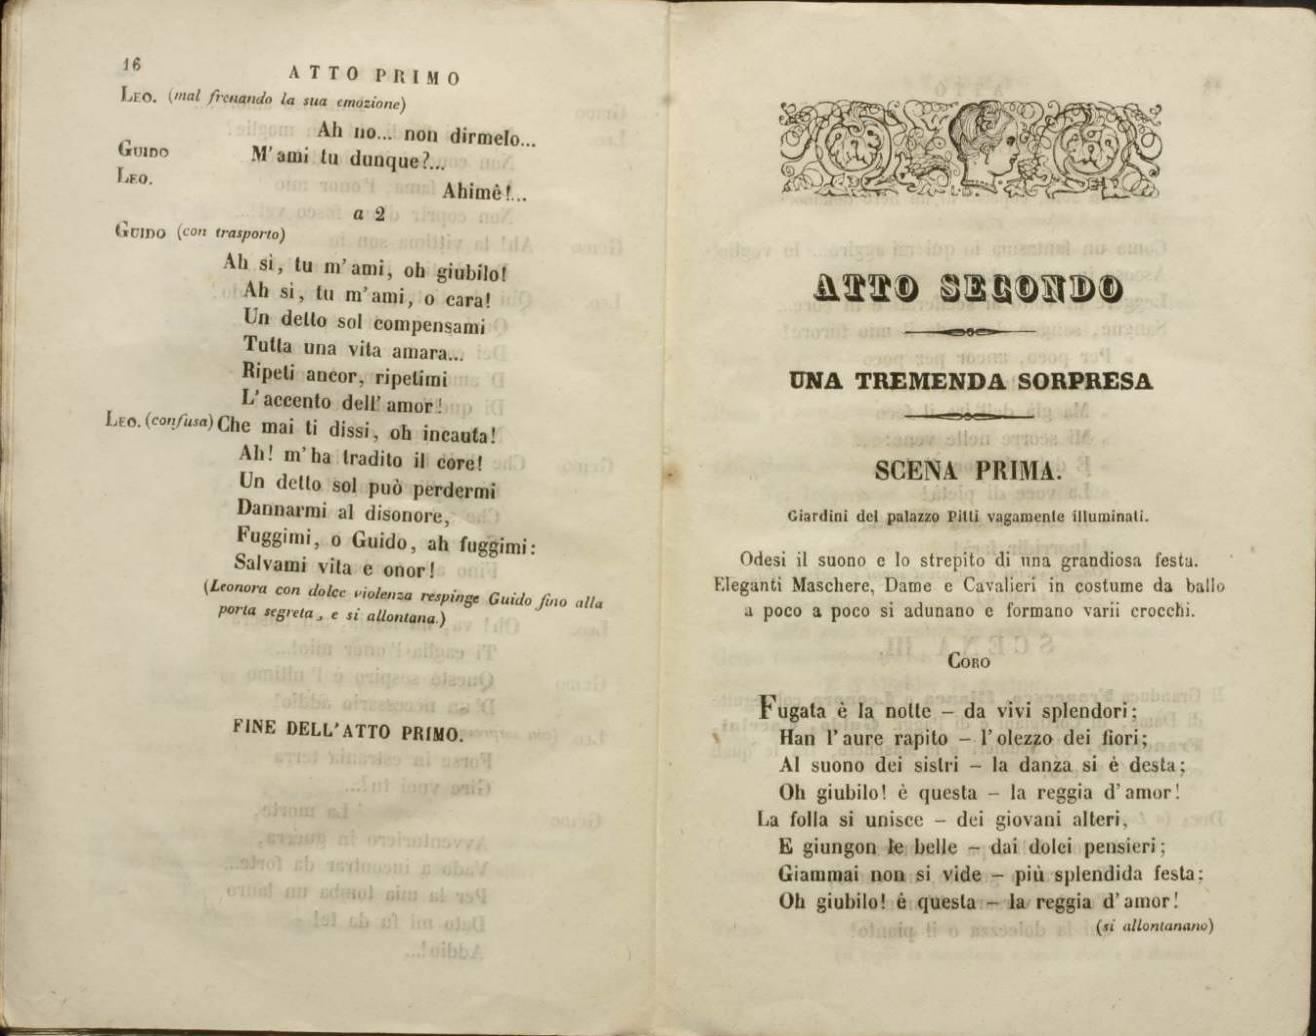 16
ATTO PRIMO
LEO. (mal frenando la sua emozione)
Ah no... non dirmelo...
GUIDO M'ami tu dunque?...
LEO. Ahimè!...
a 2
GUIDO (con trasporto)
Ah si, tu m'ami, oh giubilo!
Ah si, tu m'ami, o cara!
Un detto sol compensami
Tutta una vita amara...
Ripeti ancor, ripetimi
L'accento dell'amor!
LEO. (confusa) Che mai ti dissi, oh incauta!
Ah! m'ha tradito il core!
Un detto sol può perdermi
Dannarmi al disonore,
Fuggimi, o Guido, ah fuggimi:
Salvami vita e onor!
(Leonora con dolce violenza respinge Guido fino alla
porta segreta, e si allontana.)
FINE DELL'ATTO PRIMO.
ATTO SECONDO
UNA TREMENDA SORPRESA
SCENA PRIMA.
Giardini del palazzo Pitti vagamente illuminati.
Odesi il suono e lo strepito di una grandiosa festa.
Eleganti Maschere, Dame e Cavalieri in costume da ballo
a poco a poco si adunano e formano varii crocchi.
CORO
Fugata è la notte – da vivi splendori;
Han l'aure rapito – l'olezzo dei fiori;
Al suono dei sistri – la danza si è desta;
Oh giubilo! è questa – la reggia d'amor!
La folla si unisce – dei giovani alteri,
E giungon le belle – dai dolci pensieri;
Giammai non si vide – più splendida festa;
Oh giubilo! è questa – la reggia d'amor!
(si allontanano)